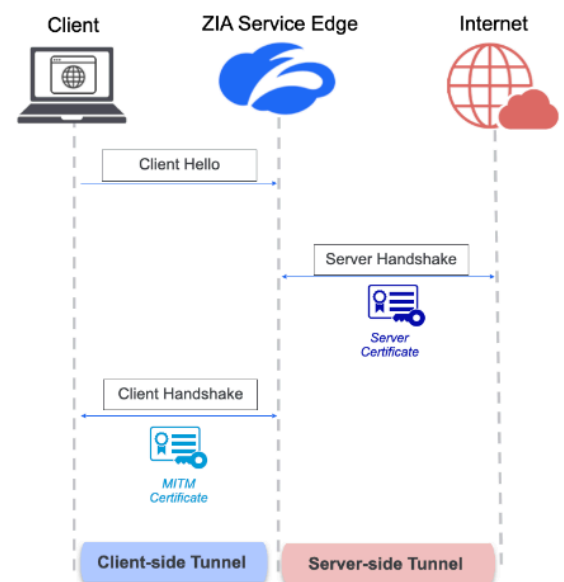 Client
ZIA Service Edge
Internet
Client Hello
Server Handshake
Server
Certificate
Client Handshake
MITM
Certificate
Client-side Tunnel
Server-side Tunnel